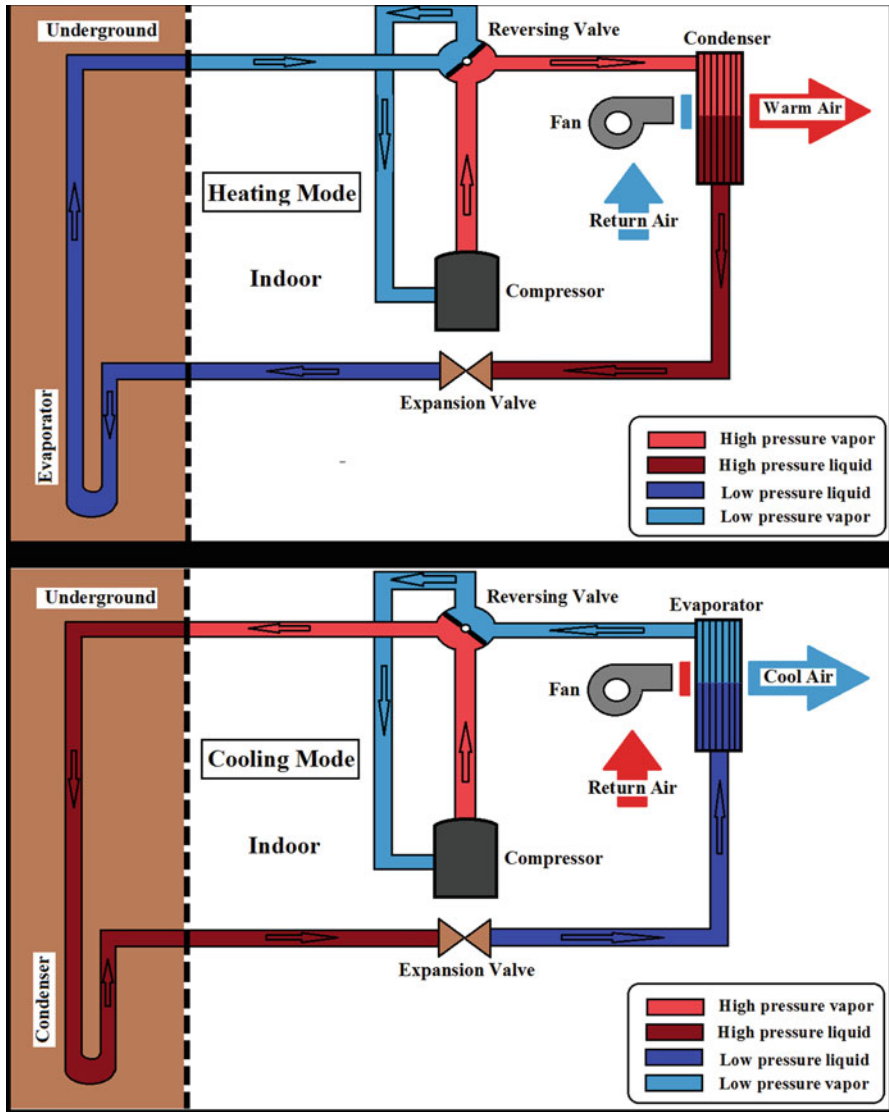 Underground
Reversing Valve
Condenser
Fan
Warm Air
Heating Mode
Return Air
Indoor
Compressor
Evaporator
Expansion Valve
High pressure vapor
High pressure liquid
Low pressure liquid
Low pressure vapor
Underground
Reversing Valve
Evaporator
Fan
Cool Air
Cooling Mode
Return Air
Indoor
Compressor
Condenser
Expansion Valve
High pressure vapor
High pressure liquid
Low pressure liquid
Low pressure vapor